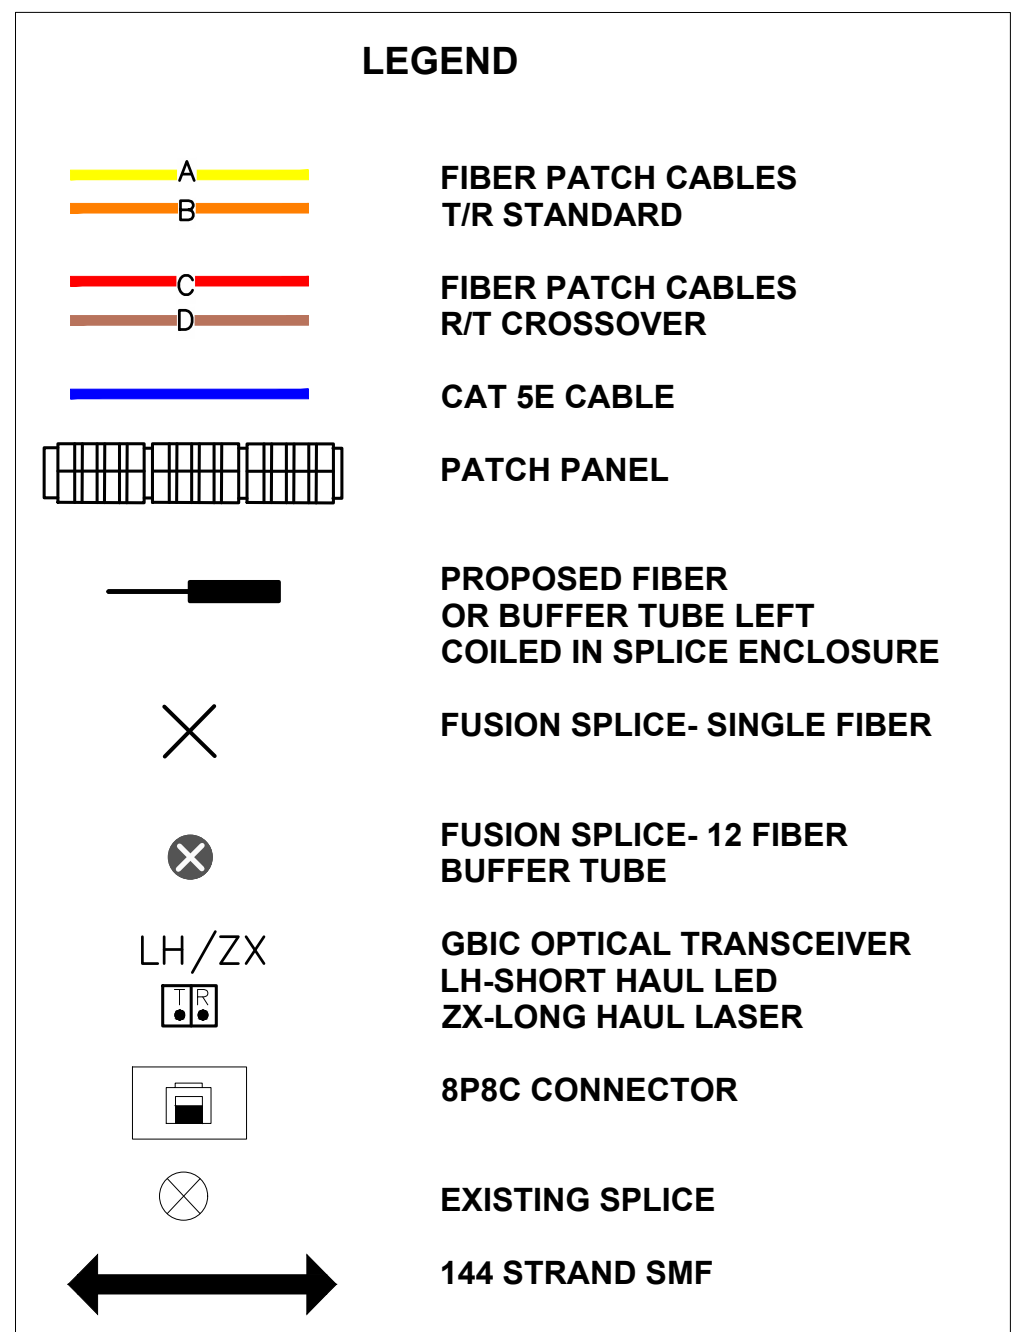 LEGEND
A
FIBER PATCH CABLES
B
T/R STANDARD
C
FIBER PATCH CABLES
D
R/T CROSSOVER
CAT 5E CABLE
PATCH PANEL
PROPOSED FIBER
OR BUFFER TUBE LEFT
COILED IN SPLICE ENCLOSURE
FUSION SPLICE- SINGLE FIBER
FUSION SPLICE- 12 FIBER
BUFFER TUBE
LH/ZX
T R
GBIC OPTICAL TRANSCEIVER
LH-SHORT HAUL LED
ZX-LONG HAUL LASER
8P8C CONNECTOR
EXISTING SPLICE
144 STRAND SMF